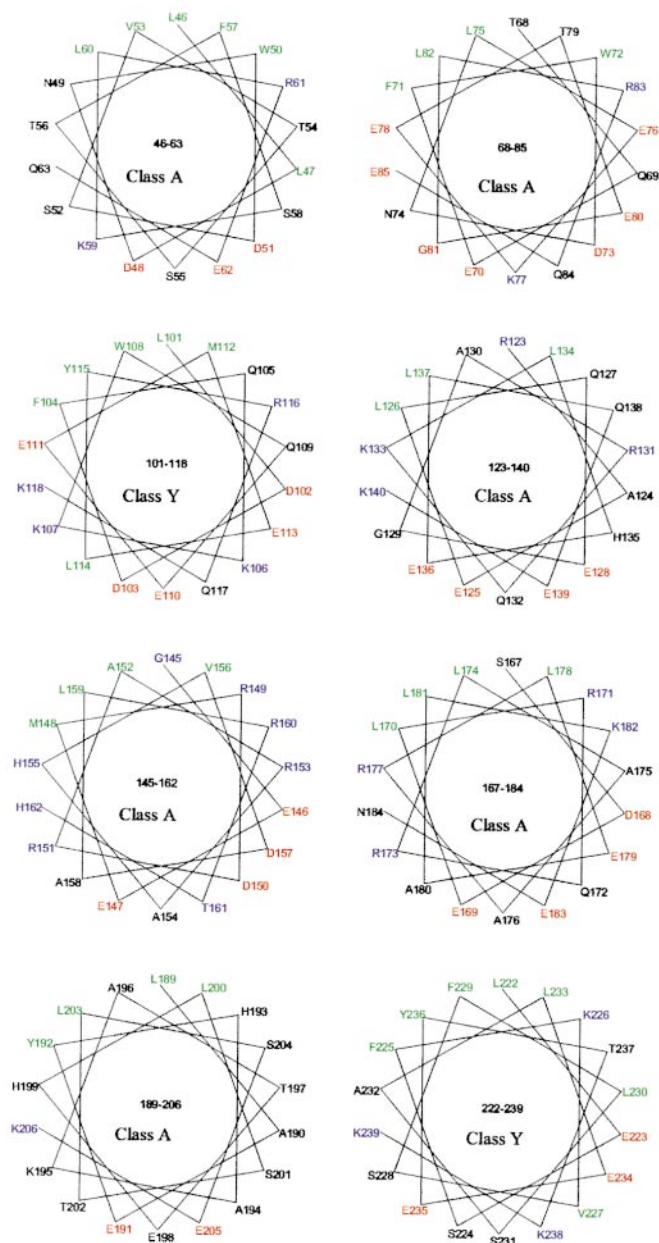 L46
V53
F57
L60
W50
N49
R61
T56
T54
Q63
L47
S52
S58
K59
D51
D48
E62
S55
46-63
Class A
T68
L75
T79
L82
W72
F71
R83
E78
E76
E85
Q69
N74
E80
G81
D73
E70
Q84
K77
68-85
Class A
L101
W108
M112
Y115
Q105
F104
R116
E111
Q109
K118
D102
K107
E113
L114
K106
D103
Q117
E110
101-118
Class Y
R123
A130
L134
L137
Q127
L126
Q138
K133
R131
K140
A124
G129
H135
E136
E128
E125
E139
Q132
123-140
Class A
G145
A152
V156
L159
R149
M148
R160
H155
R153
H162
E146
R151
D157
A158
D150
E147
T161
A154
145-162
Class A
S167
L174
L178
L181
R171
L170
K182
R177
A175
N184
D168
R173
E179
A180
Q172
E169
E183
A176
167-184
Class A
L189
A196
L200
L203
H193
Y192
S204
H199
T197
K206
A190
K195
S201
T202
A194
E191
E205
E198
189-206
Class A
L222
F229
L233
Y236
K226
F225
T237
A232
L230
K239
E223
S228
E234
E235
V227
S224
K238
S231
222-239
Class Y